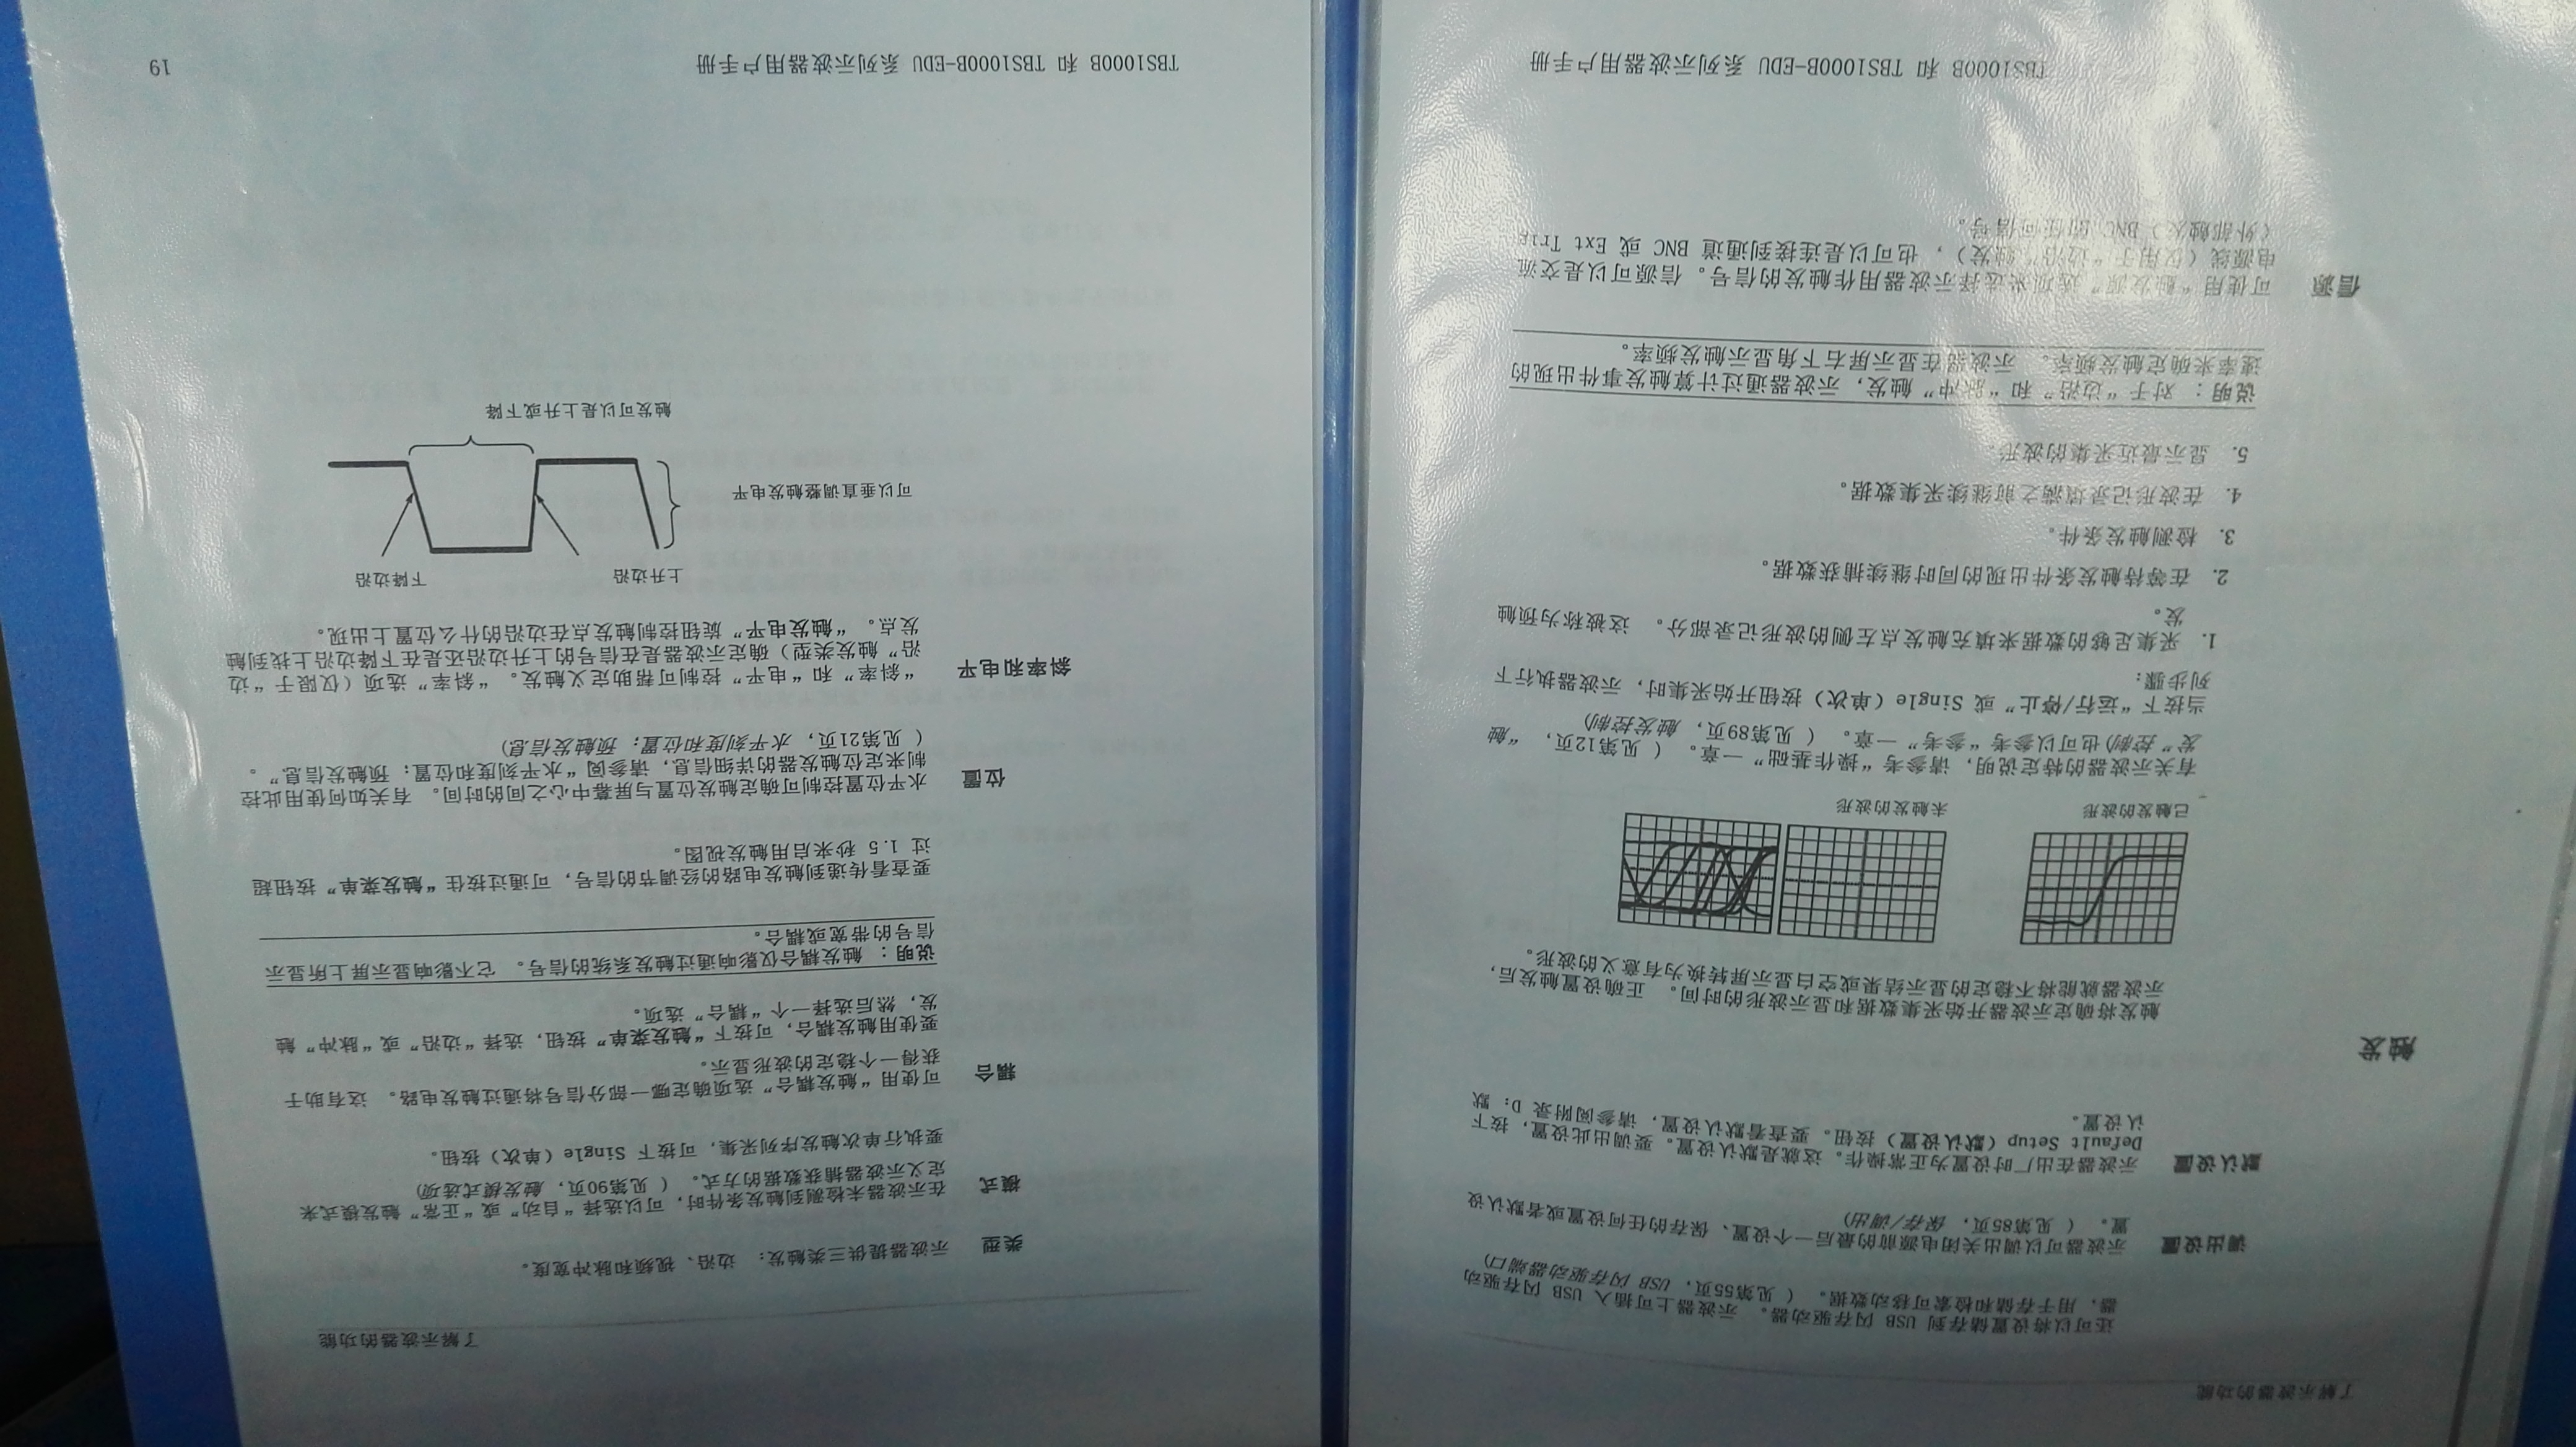 了解示波器的功能
还可以将设置储存到 USB 闪存驱动器。 示波器上可插入 USB 闪存驱动
器，用于存储和检索可移动数据。 ( 见第55页, USB 闪存驱动器端口)
调出设置
示波器可以调出关闭电源前的最后一个设置、保存的任何设置或者默认设
置。 ( 见第85页, 保存/调出)
默认设置
示波器在出厂时设置为正常操作。这就是默认设置。要调出此设置，按下
Default Setup（默认设置）按钮。要查看默认设置，请参阅附录 D: 默
认设置。
触发
触发将确定示波器开始采集数据和显示波形的时间。 正确设置触发后，
示波器就能将不稳定的显示结果或空白显示屏转换为有意义的波形。
已触发的波形
未触发的波形
有关示波器的特定说明，请参考“操作基础”一章。 ( 见第12页, “触
发”控制) 也可以参考“参考”一章。 ( 见第89页, 触发控制)
当按下“运行/停止”或 Single（单次）按钮开始采集时，示波器执行下
列步骤：
1. 采集足够的数据来填充触发点左侧的波形记录部分。 这被称为预触
发。
2. 在等待触发条件出现的同时继续捕获数据。
3. 检测触发条件。
4. 在波形记录填满之前继续采集数据。
5. 显示最近采集的波形。
说明： 对于“边沿”和“脉冲”触发，示波器通过计算触发事件出现的
速率来确定触发频率。 示波器在显示屏右下角显示触发频率。
信源
可使用“触发源”选项来选择示波器用作触发的信号。信源可以是交流
电源线（仅用于“边沿”触发），也可以是连接到通道 BNC 或 Ext Trig
（外部触发）BNC 的任何信号。
TBS1000B 和 TBS1000B-EDU 系列示波器用户手册
了解示波器的功能
类型
示波器提供三类触发： 边沿、视频和脉冲宽度。
模式
在示波器未检测到触发条件时，可以选择“自动”或“正常”触发模式来
定义示波器捕获数据的方式。 ( 见第90页, 触发模式选项)
要执行单次触发序列采集，可按下 Single（单次）按钮。
耦合
可使用“触发耦合”选项确定哪一部分信号将通过触发电路。 这有助于
获得一个稳定的波形显示。
要使用触发耦合，可按下“触发菜单”按钮，选择“边沿”或“脉冲”触
发，然后选择一个“耦合”选项。
说明： 触发耦合仅影响通过触发系统的信号。 它不影响显示屏上所显示
信号的带宽或耦合。
要查看传递到触发电路的经调节的信号，可通过按住“触发菜单”按钮超
过 1.5 秒来启用触发视图。
位置
水平位置控制可确定触发位置与屏幕中心之间的时间。 有关如何使用此控
制来定位触发器的详细信息，请参阅“水平刻度和位置；预触发信息”。
( 见第21页, 水平刻度和位置；预触发信息)
斜率和电平
“斜率”和“电平”控制可帮助定义触发。“斜率”选项（仅限于“边
沿”触发类型）确定示波器是在信号的上升边沿还是在下降边沿上找到触
发点。“触发电平”旋钮控制触发点在边沿的什么位置上出现。
上升边沿
下降边沿
可以垂直调整触发电平
触发可以是上升或下降
TBS1000B 和 TBS1000B-EDU 系列示波器用户手册
19